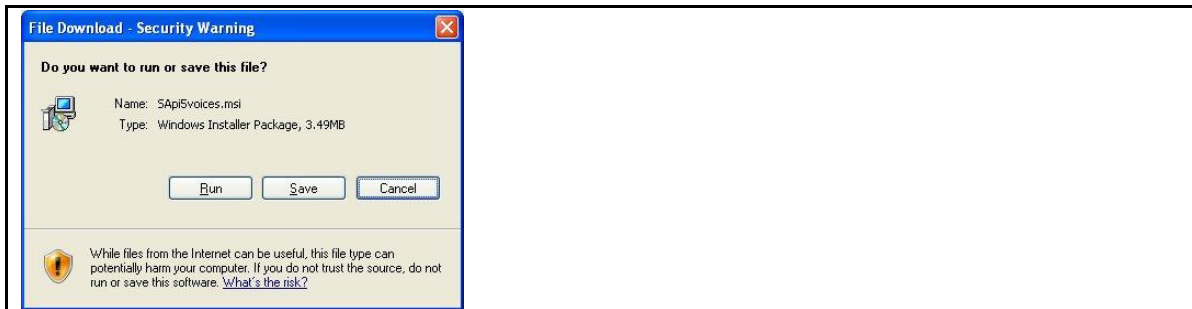 File Download - Security Warning
Do you want to run or save this file?
Name: SApi5voices.msi
Type: Windows Installer Package, 3.49MB
Run Save Cancel
While files from the Internet can be useful, this file type can
potentially harm your computer. If you do not trust the source, do not
run or save this software. What's the risk?